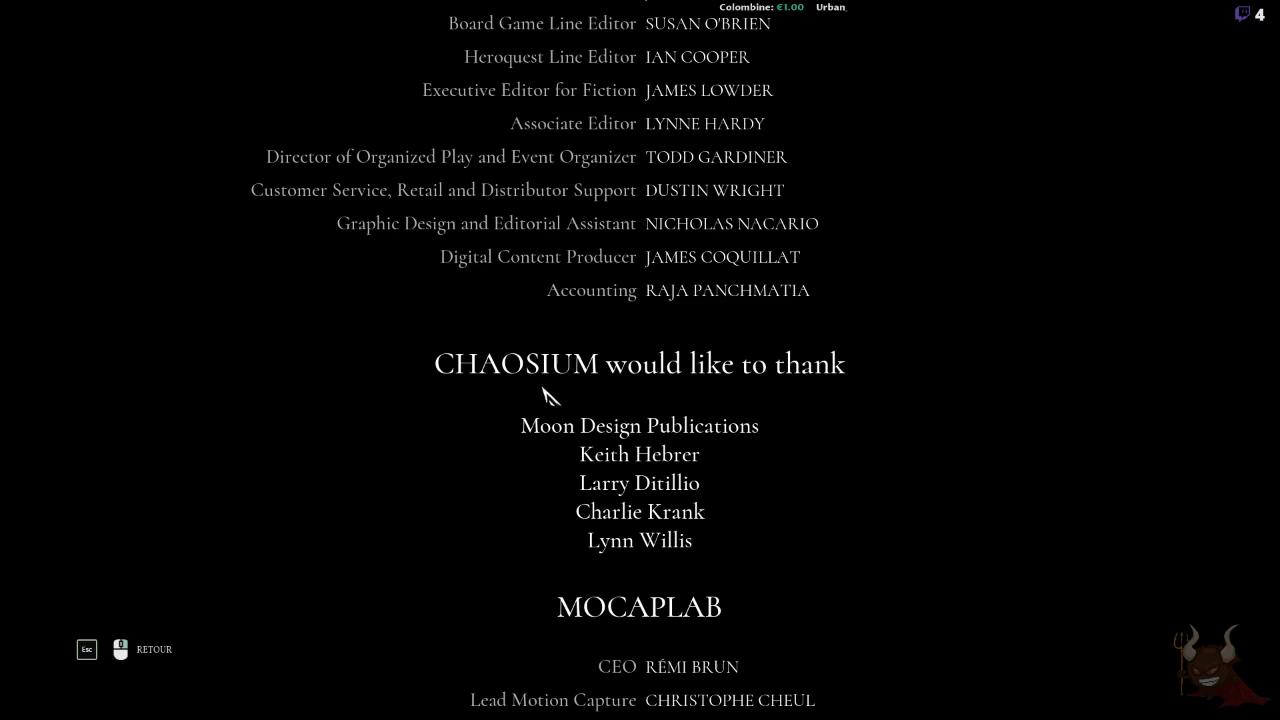 Colombine: €1.00 Urban
4
Board Game Line Editor SUSAN O'BRIEN
Heroquest Line Editor IAN COOPER
Executive Editor for Fiction JAMES LOWDER
Associate Editor LYNNE HARDY
Director of Organized Play and Event Organizer TODD GARDINER
Customer Service, Retail and Distributor Support DUSTIN WRIGHT
Graphic Design and Editorial Assistant NICHOLAS NACARIO
Digital Content Producer JAMES COQUILLAT
Accounting RAJA PANCHMATIA
CHAOSIUM would like to thank
Moon Design Publications
Keith Hebrer
Larry Ditillio
Charlie Krank
Lynn Willis
MOCAPLAB
Esc RETOUR
CEO RÉMI BRUN
Lead Motion Capture CHRISTOPHE CHEUL